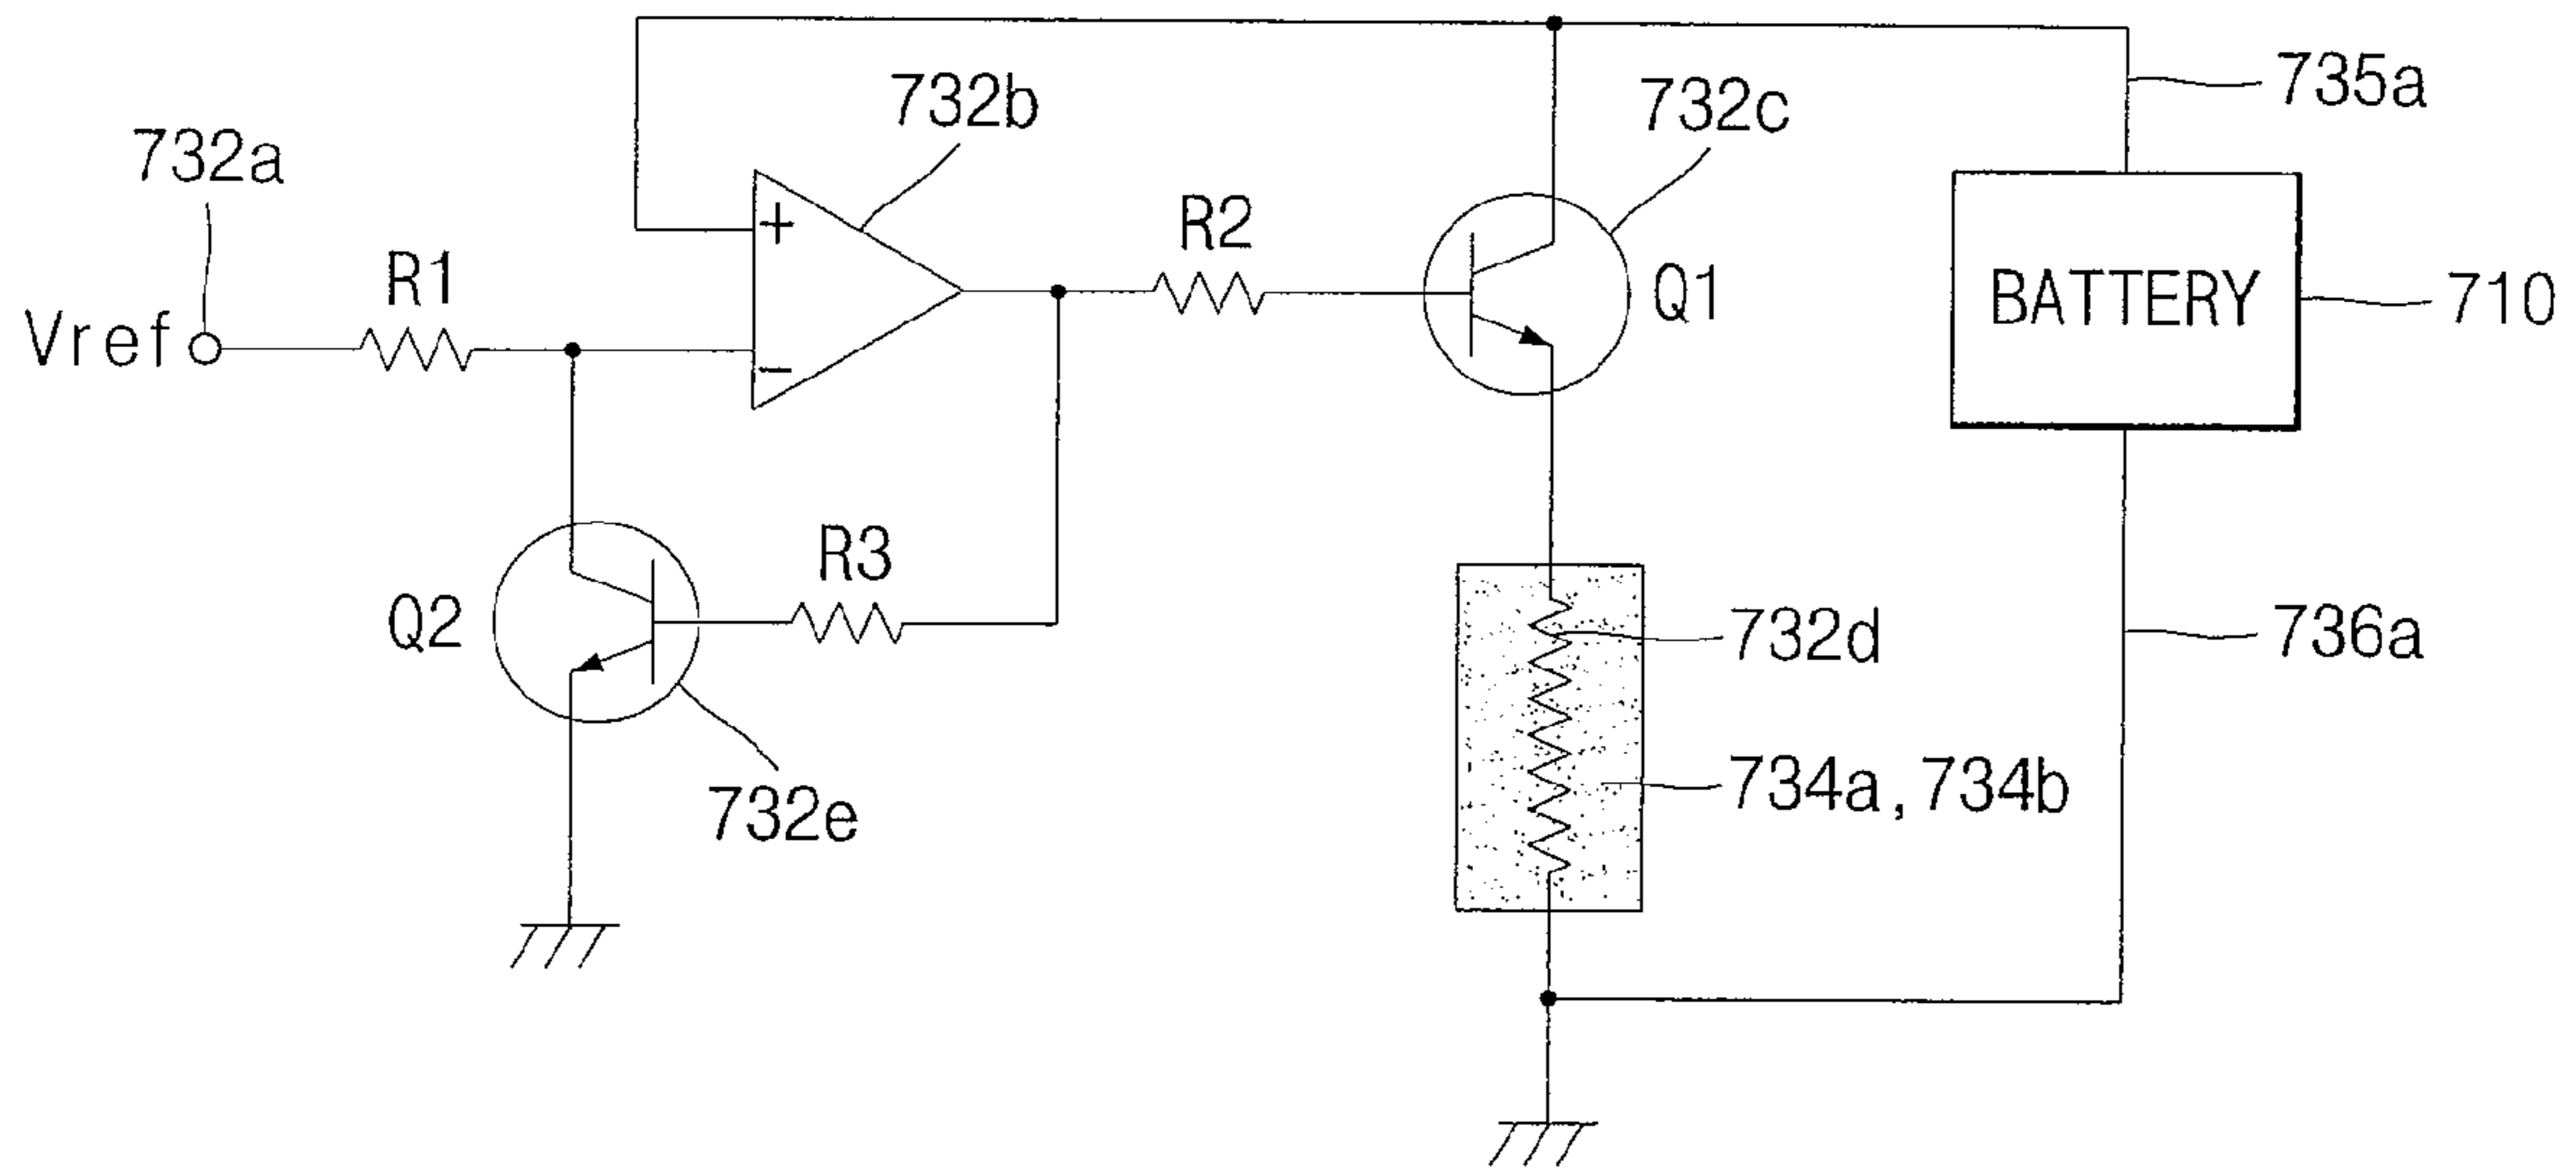 735a
732b
732c
732a
R2
R1
+
Q1
BATTERY
710
Vref
−
R3
Q2
732d
736a
734a, 734b
732e